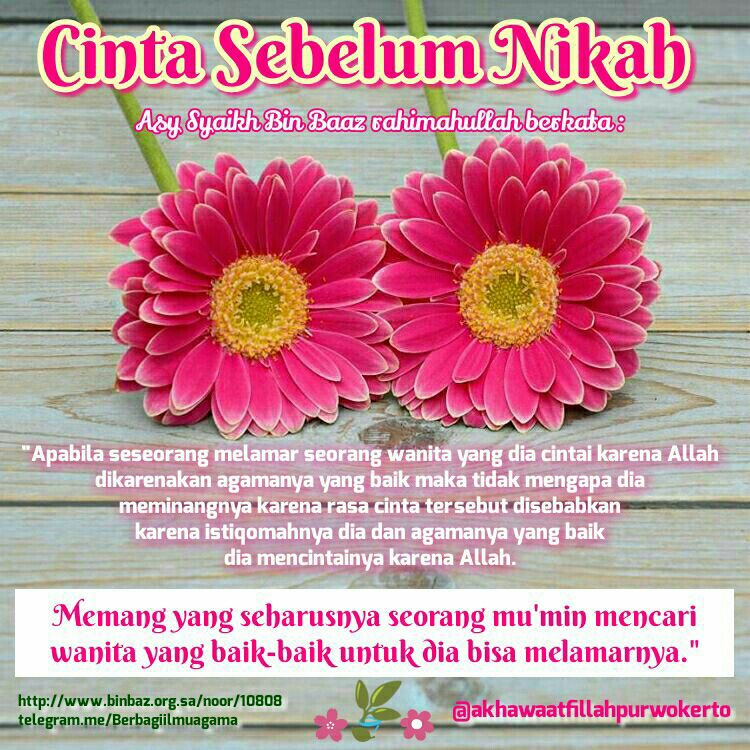 Cinta Sebelum Nikah
Asy Syaikh Bin Baaz rahimahullah berkata :
"Apabila seseorang melamar seorang wanita yang dia cintai karena Allah
dikarenakan agamanya yang baik maka tidak mengapa dia
meminangnya karena rasa cinta tersebut disebabkan
karena istiqomahnya dia dan agamanya yang baik
dia mencintainya karena Allah.
Memang yang seharusnya seorang mu'min mencari
wanita yang baik-baik untuk dia bisa melamarnya."
http://www.binbaz.org.sa/noor/10808
telegram.me/Berbagiilmuagama
@akhawaatfillahpurwokerto